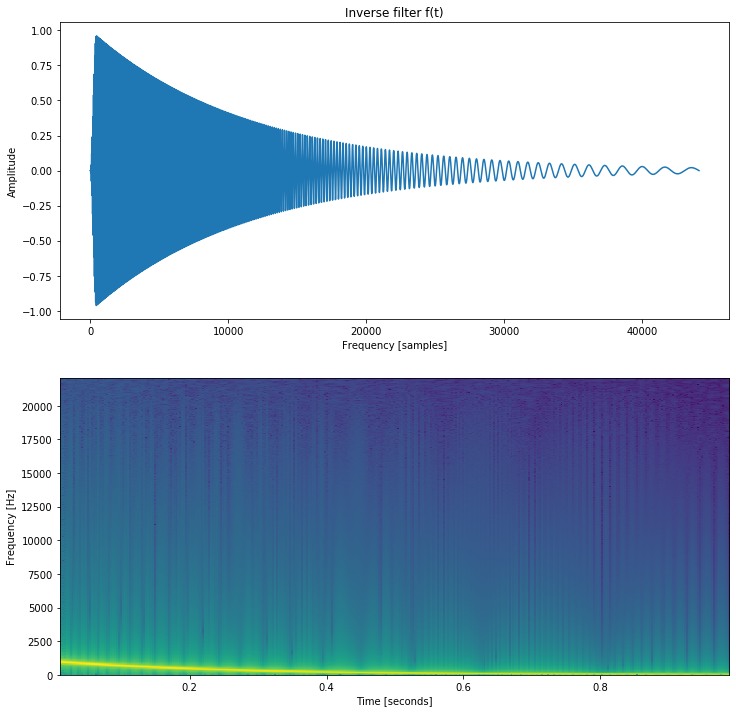 Inverse filter f(t)
1.00
0.75
0.50
0.25
0.00
−0.25
−0.50
−0.75
−1.00
Amplitude
0 10000 20000 30000 40000
Frequency [samples]
20000
17500
15000
12500
10000
7500
5000
2500
0
Frequency [Hz]
0.2 0.4 0.6 0.8
Time [seconds]